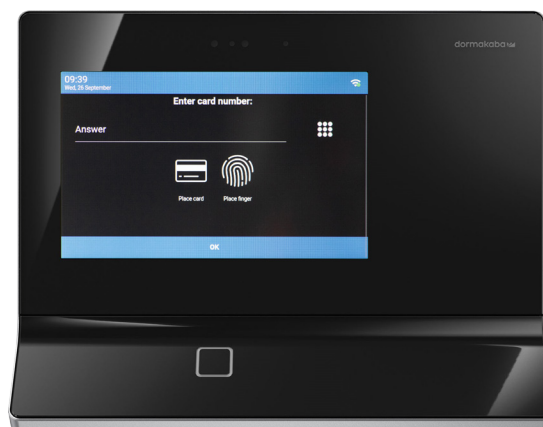 dormakaba
09:39
Wed, 26 September
Enter card number:
Answer
Place card
Place finger
OK